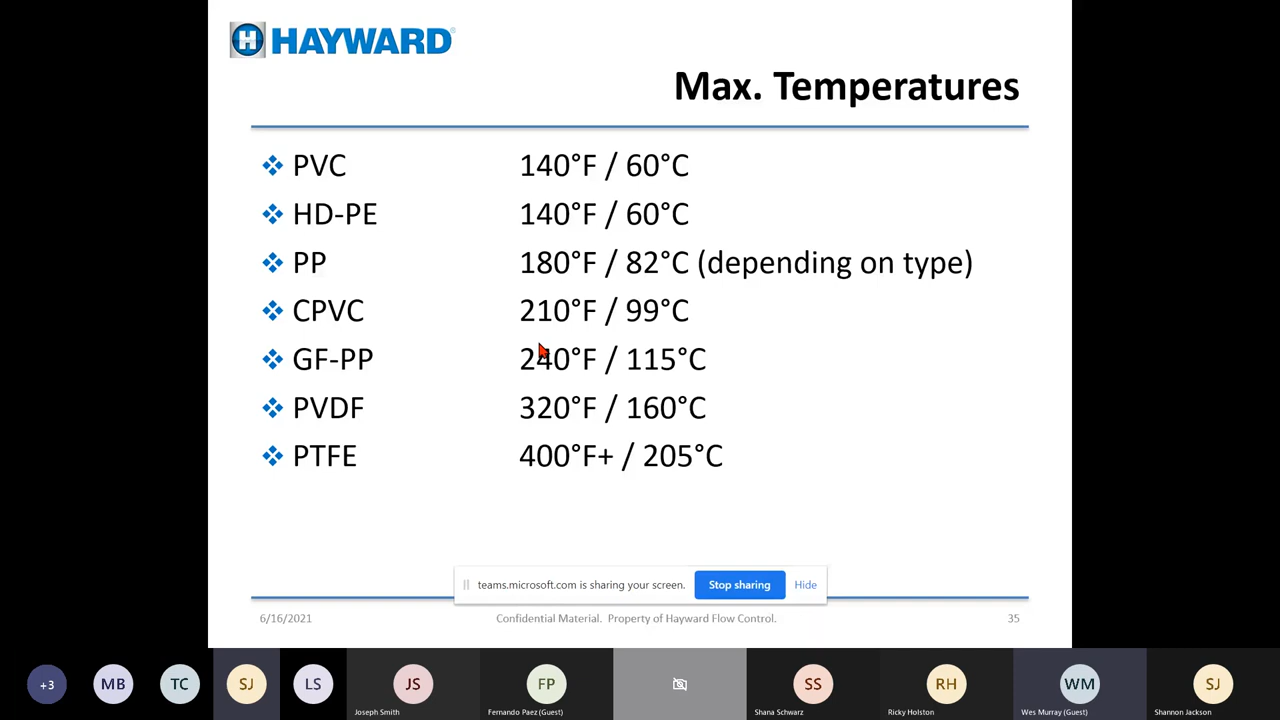 H HAYWARD
Max. Temperatures
PVC 140°F / 60°C
HD-PE 140°F / 60°C
PP 180°F / 82°C (depending on type)
CPVC 210°F / 99°C
GF-PP 240°F / 115°C
PVDF 320°F / 160°C
PTFE 400°F+ / 205°C
teams.microsoft.com is sharing your screen. Stop sharing Hide
6/16/2021 Confidential Material. Property of Hayward Flow Control. 35
+3 MB TC SJ LS JS FP SS RH WM SJ
Joseph Smith Fernando Paez (Guest) Shana Schwarz Ricky Holston Wes Murray (Guest) Shannon Jackson